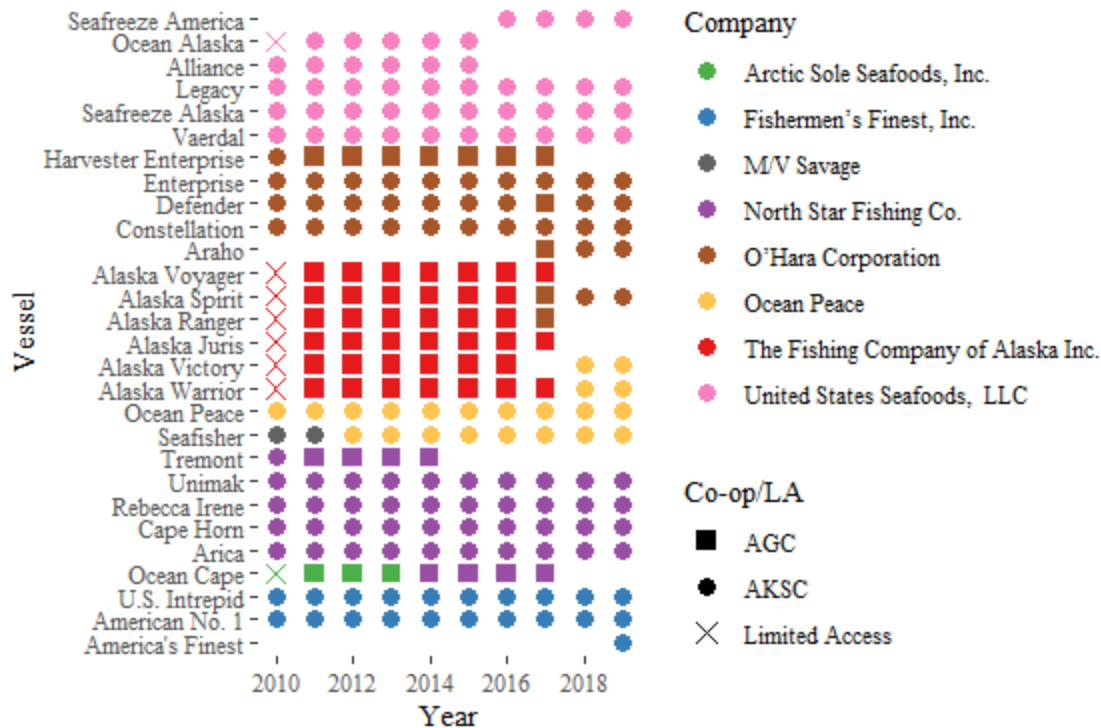 Seafreeze America
Ocean Alaska
Alliance
Legacy
Seafreeze Alaska
Vaerdal
Harvester Enterprise
Enterprise
Defender
Constellation
Araho
Alaska Voyager
Alaska Spirit
Alaska Ranger
Alaska Juris
Alaska Victory
Alaska Warrior
Ocean Peace
Seafisher
Tremont
Unimak
Rebecca Irene
Cape Horn
Arica
Ocean Cape
U.S. Intrepid
American No. 1
America's Finest
Vessel
2010 2012 2014 2016 2018
Year
Company
Arctic Sole Seafoods, Inc.
Fishermen’s Finest, Inc.
M/V Savage
North Star Fishing Co.
O’Hara Corporation
Ocean Peace
The Fishing Company of Alaska Inc.
United States Seafoods, LLC
Co-op/LA
AGC
AKSC
Limited Access